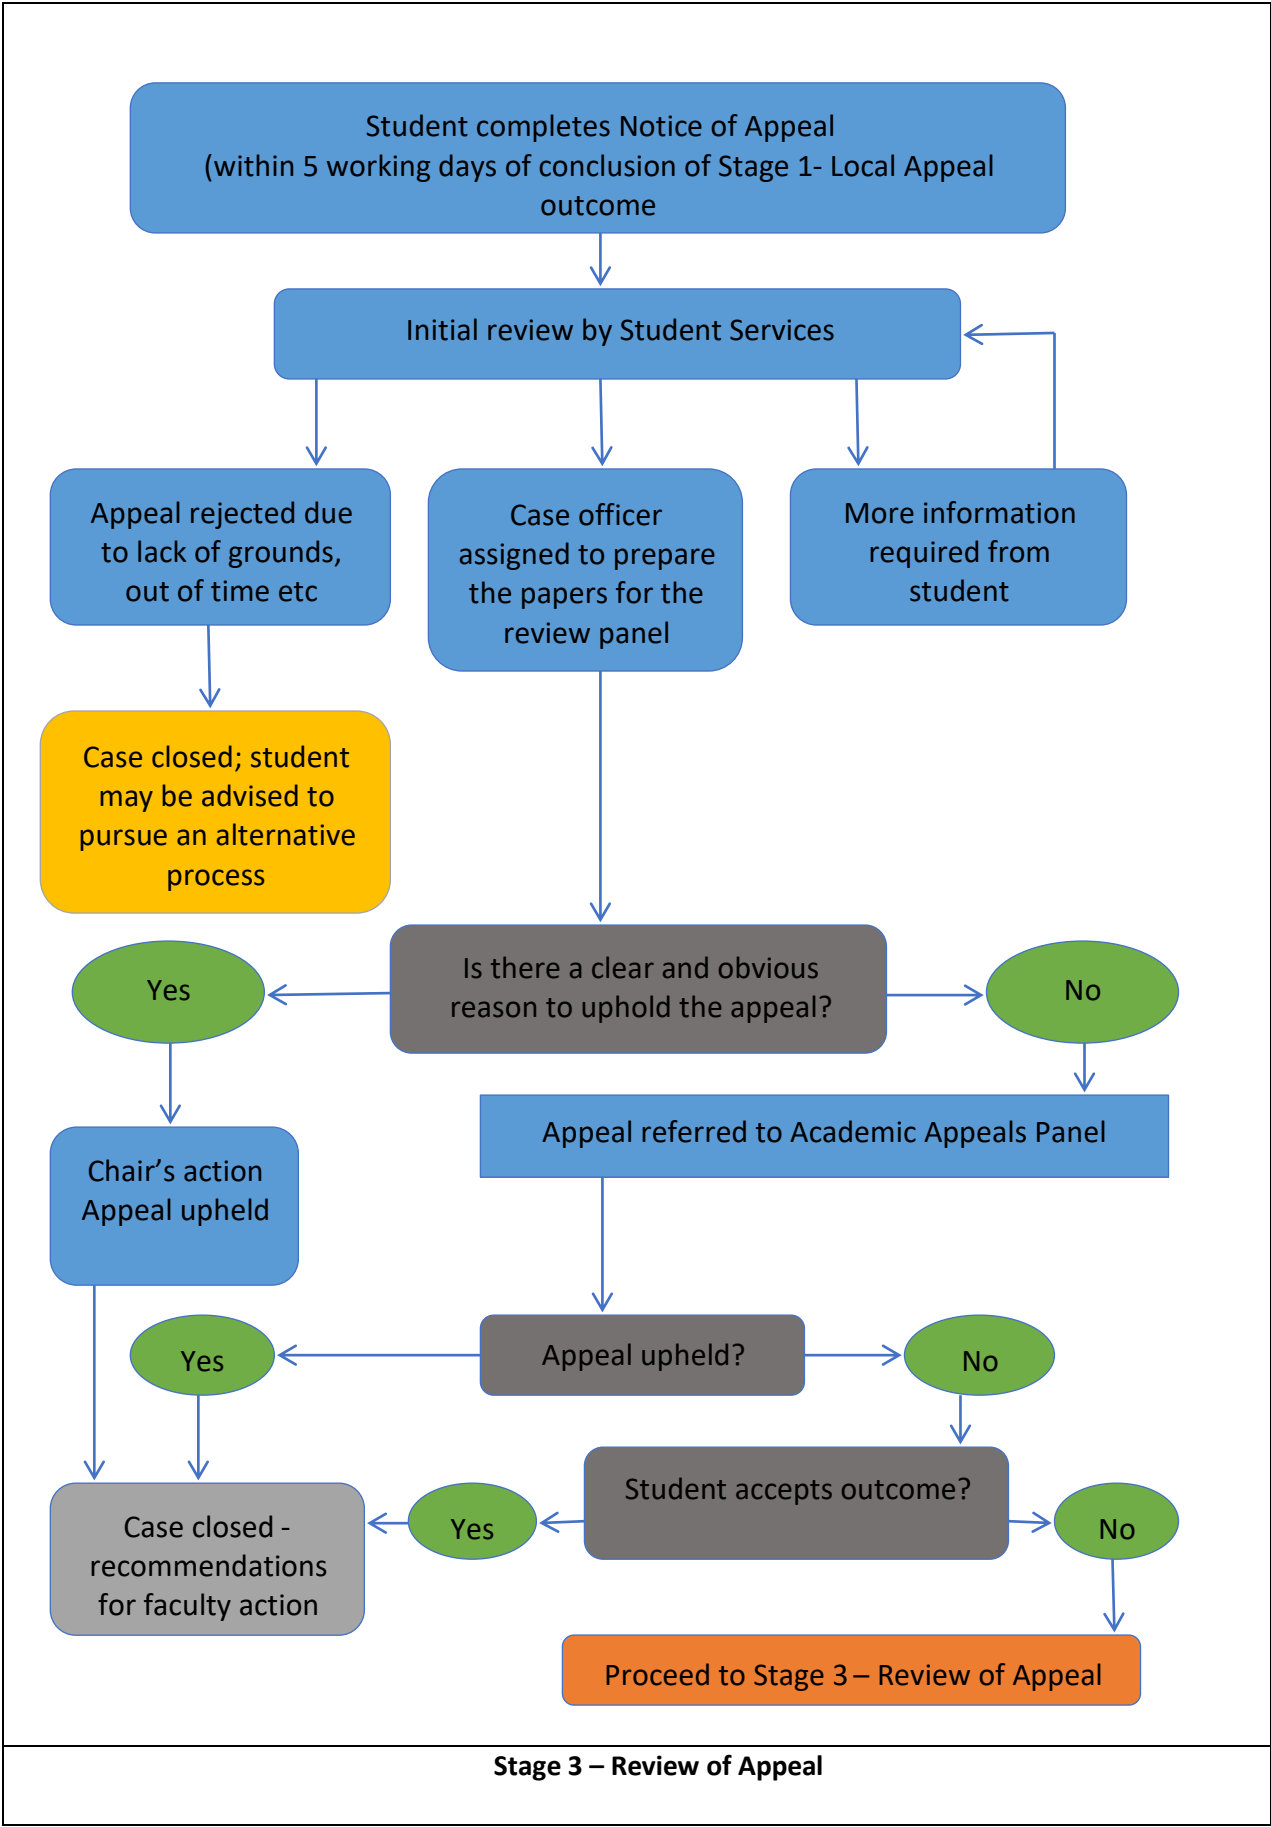 Student completes Notice of Appeal
(within 5 working days of conclusion of Stage 1- Local Appeal
outcome
Initial review by Student Services
Appeal rejected due
to lack of grounds,
out of time etc
Case officer
assigned to prepare
the papers for the
review panel
More information
required from
student
Case closed; student
may be advised to
pursue an alternative
process
Yes
Is there a clear and obvious
reason to uphold the appeal?
No
Appeal referred to Academic Appeals Panel
Chair’s action
Appeal upheld
Yes
Appeal upheld?
No
Student accepts outcome?
Case closed -
recommendations
for faculty action
Yes
No
Proceed to Stage 3 – Review of Appeal
Stage 3 – Review of Appeal